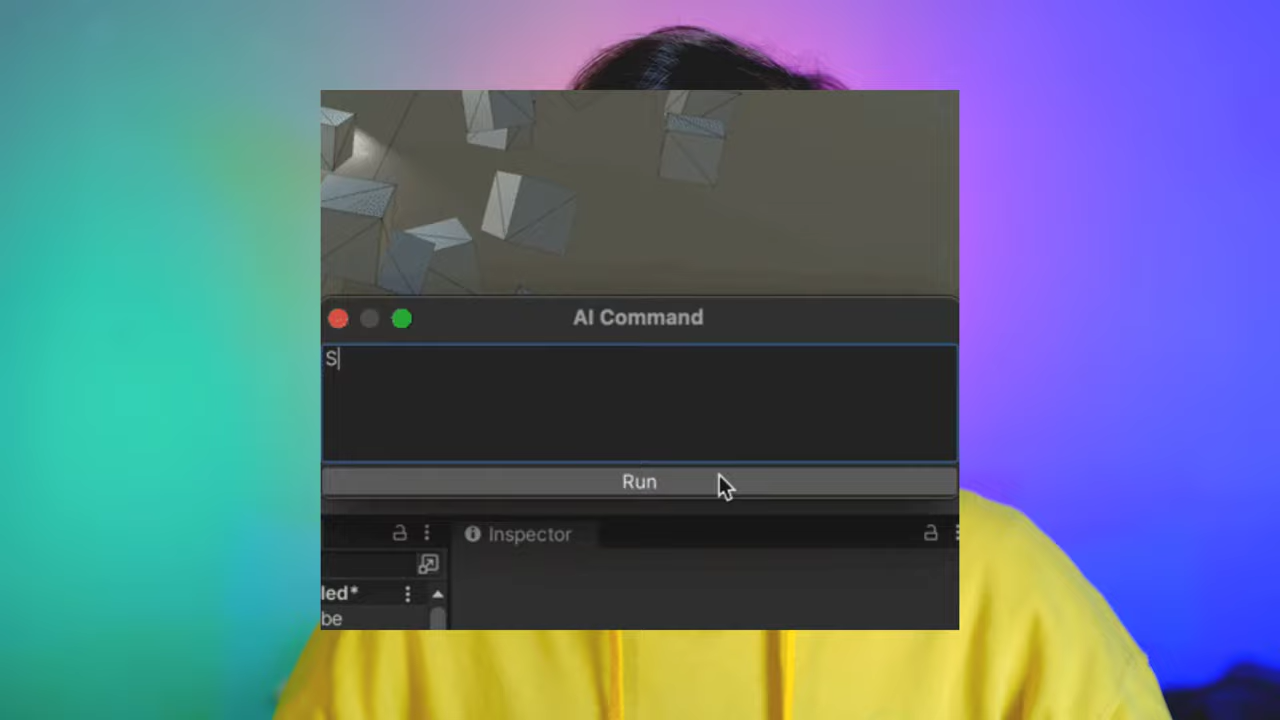 AI Command
S
Run
Inspector
led*
be